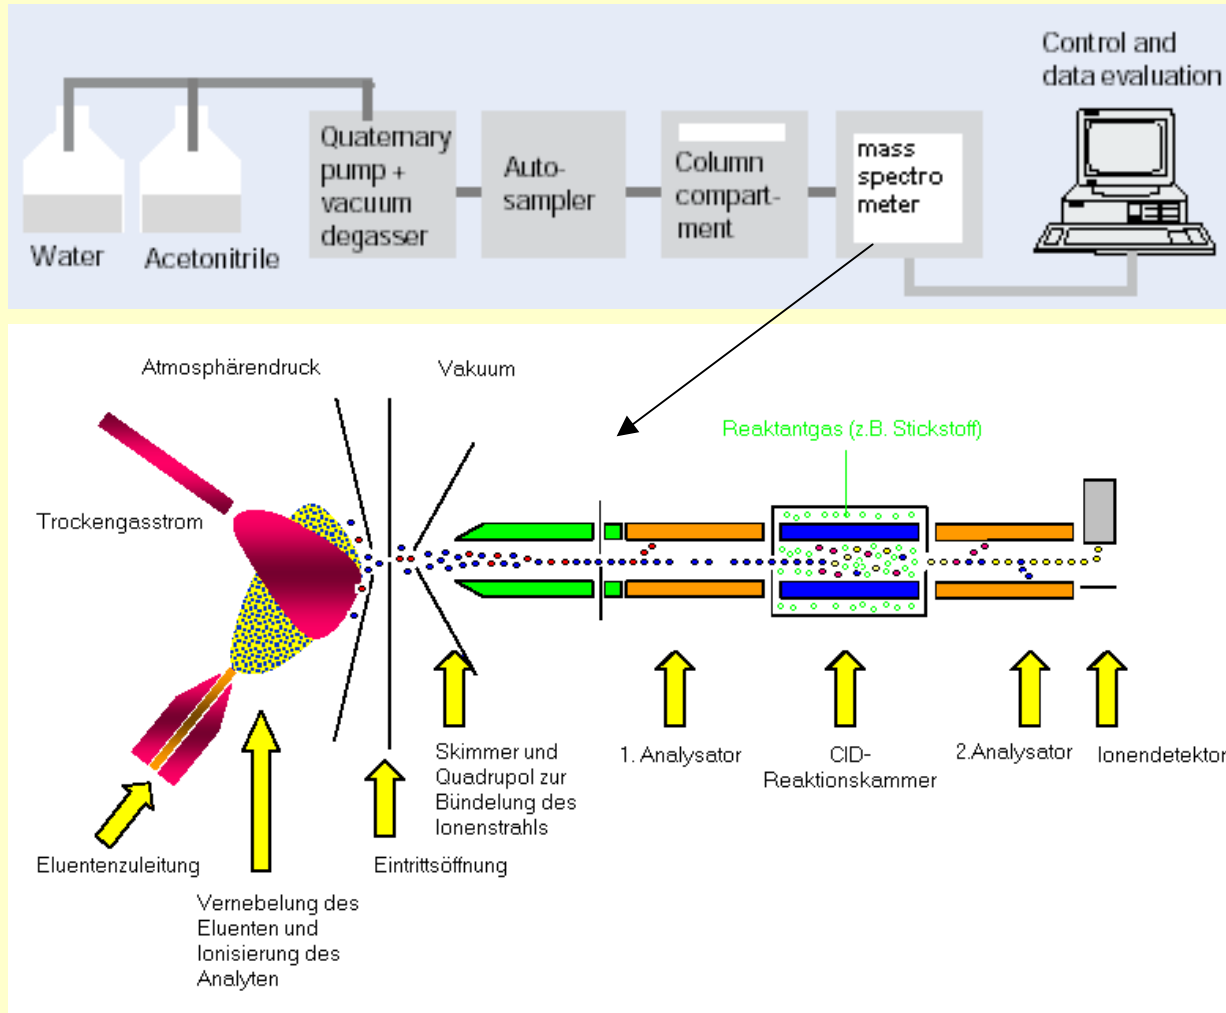 Control and
data evaluation
Quaternary
pump +
vacuum
degasser
Auto-
sampler
Column
compart-
ment
mass
spectro
meter
Water
Acetonitrile
Atmosphärendruck
Vakuum
Reaktantgas (z.B. Stickstoff)
Trockengasstrom
Skimmer und
Quadrupol zur
Bündelung des
Ionenstrahls
1. Analysator
CID-
Reaktionskammer
2.Analysator
Ionendetektor
Eluentenzuleitung
Eintrittsöffnung
Vernebelung des
Eluenten und
Ionisierung des
Analyten